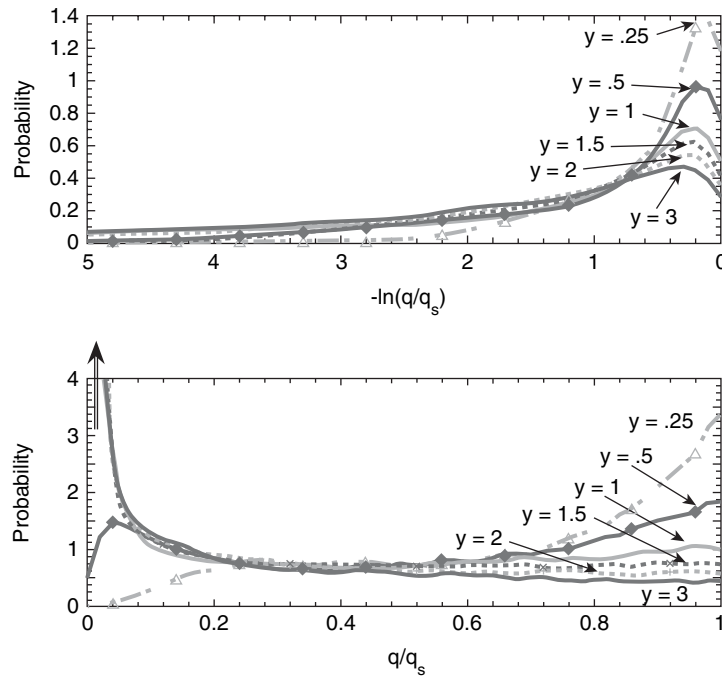 1.4
1.2
1
0.8
0.6
0.4
0.2
0
Probability
y = .25
y = .5
y = 1
y = 1.5
y = 2
y = 3
5 4 3 2 1 0
-ln(q/qs)
4
3
2
1
0
Probability
y = .25
y = .5
y = 1
y = 1.5
y = 2
y = 3
0 0.2 0.4 0.6 0.8 1
q/qs